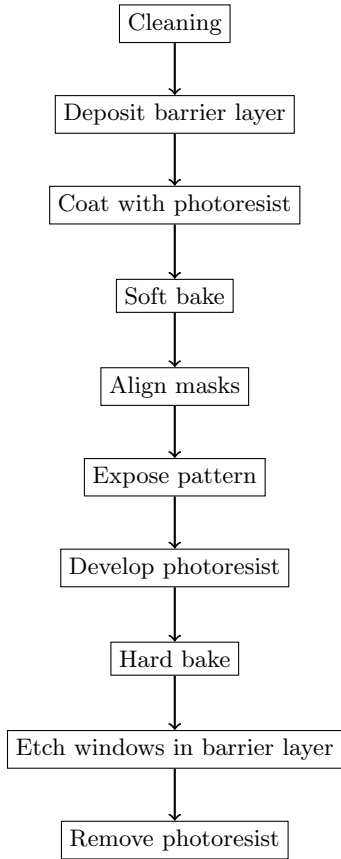 Cleaning
Deposit barrier layer
Coat with photoresist
Soft bake
Align masks
Expose pattern
Develop photoresist
Hard bake
Etch windows in barrier layer
Remove photoresist